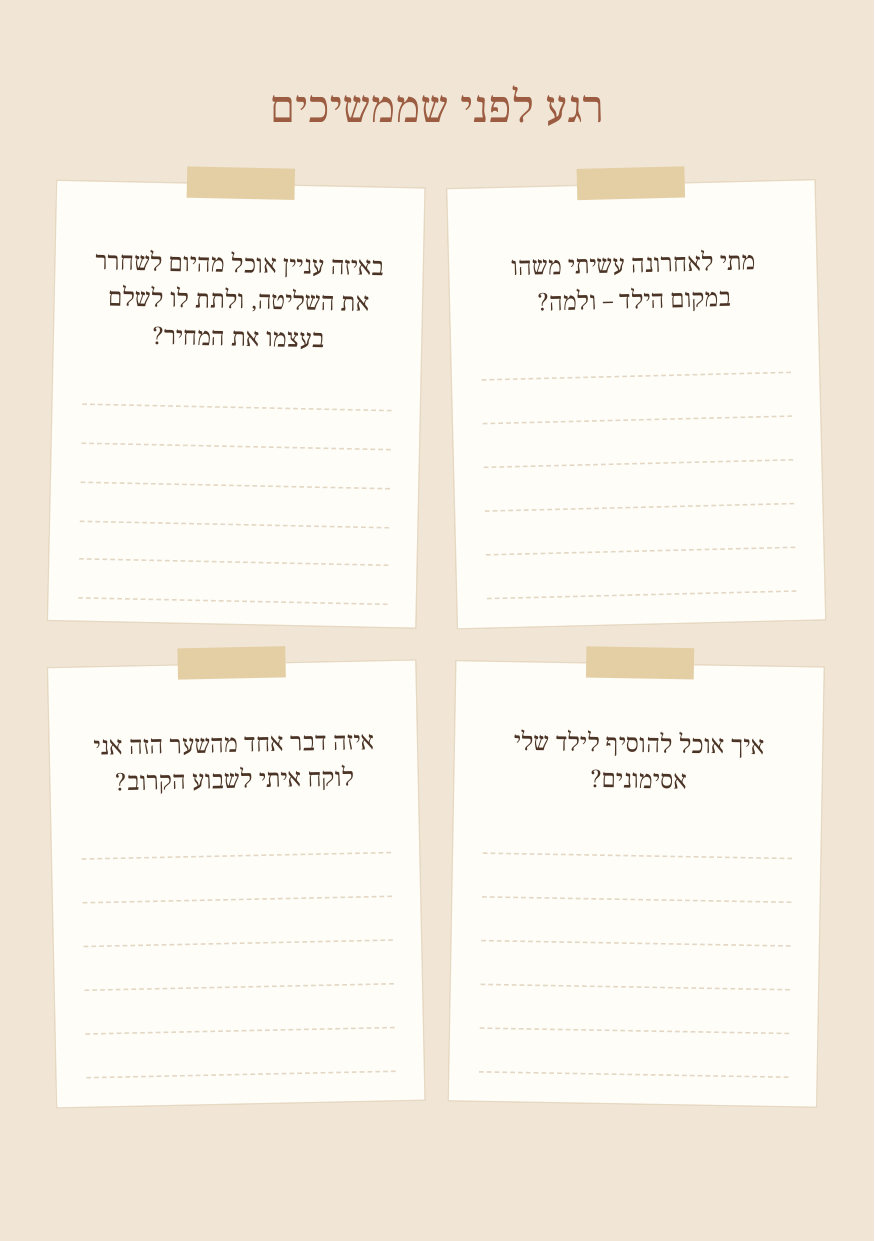 רגע לפני שממשיכים
מתי לאחרונה עשיתי משהו
במקום הילד – ולמה?
באיזה עניין אוכל מהיום לשחרר
את השליטה, ולתת לו לשלם
בעצמו את המחיר?
איך אוכל להוסיף לילד שלי
אסימונים?
איזה דבר אחד מהשער הזה אני
לוקח איתי לשבוע הקרוב?